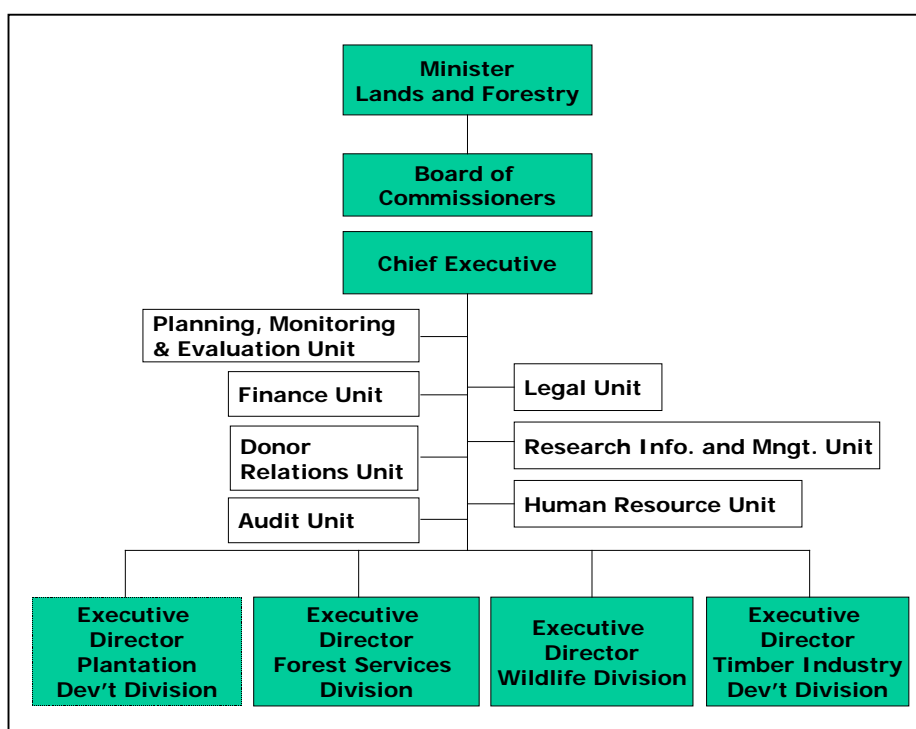 Minister
Lands and Forestry
Board of
Commissioners
Chief Executive
Planning, Monitoring
& Evaluation Unit
Finance Unit
Legal Unit
Donor
Relations Unit
Research Info. and Mngt. Unit
Audit Unit
Human Resource Unit
Executive
Director
Plantation
Dev't Division
Executive
Director
Forest Services
Division
Executive
Director
Wildlife Division
Executive
Director
Timber Industry
Dev't Division